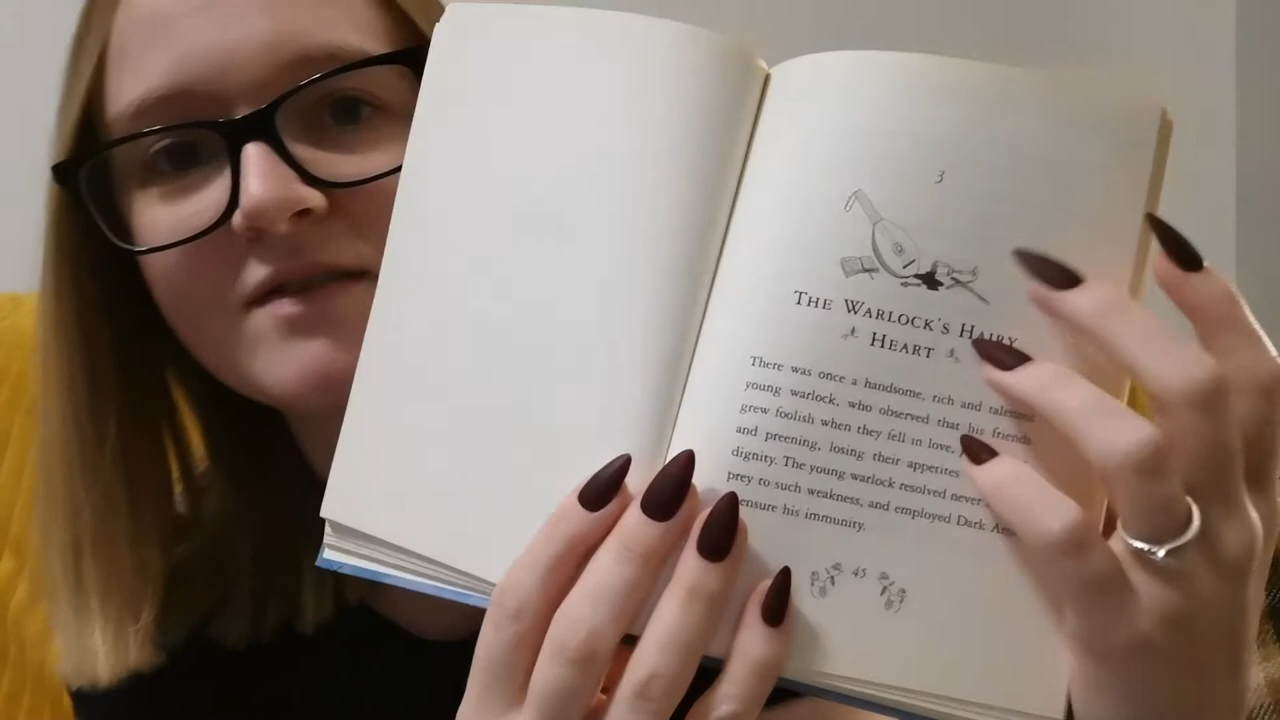 3
THE WARLOCK'S HAIRY
HEART
There was once a handsome, rich and talented
young warlock, who observed that his friends
grew foolish when they fell in love,
and preening, losing their appetites
dignity. The young warlock resolved never
prey to such weakness, and employed Dark Arts
ensure his immunity.
45